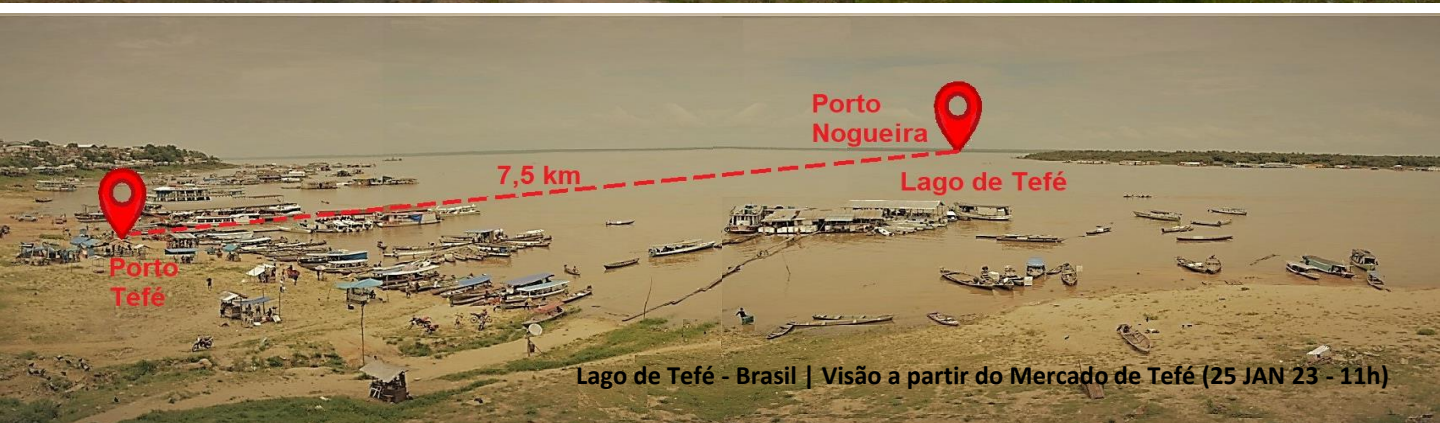 Porto
Nogueira
7,5 km
Lago de Tefé
Porto
Tefé
Lago de Tefé - Brasil | Visão a partir do Mercado de Tefé (25 JAN 23 - 11h)